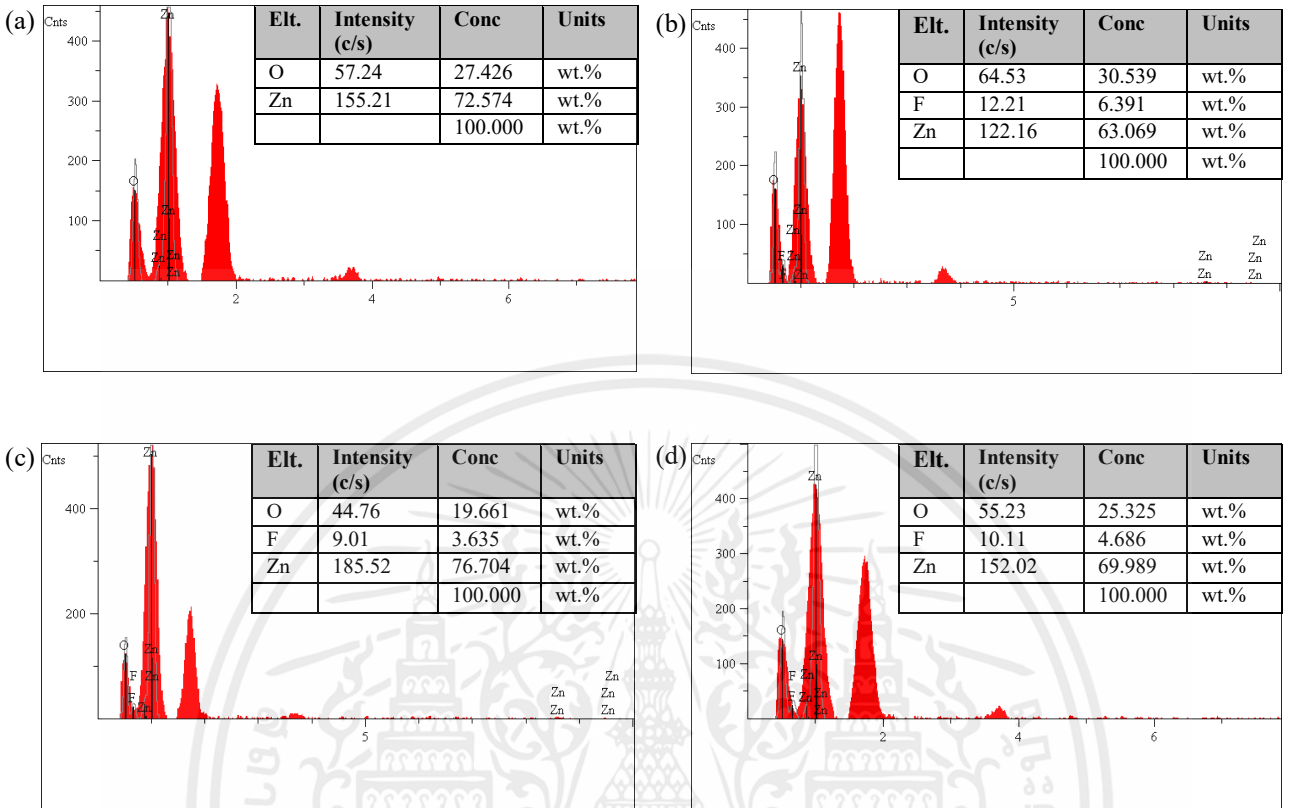 (a)
Cnts
Zn
Elt. Intensity (c/s) Conc Units
O 57.24 27.426 wt.%
Zn 155.21 72.574 wt.%
100.000 wt.%
400
300
200
100
O
Zn
Zn
Zn Zn
Zn
2 4 6
(b)
Cnts
Zn
Elt. Intensity (c/s) Conc Units
O 64.53 30.539 wt.%
F 12.21 6.391 wt.%
Zn 122.16 63.069 wt.%
100.000 wt.%
400
300
200
100
O
Zn
Zn
F Zn
F Zn
Zn
Zn Zn
Zn Zn
5
(c)
Cnts
Zn
Elt. Intensity (c/s) Conc Units
O 44.76 19.661 wt.%
F 9.01 3.635 wt.%
Zn 185.52 76.704 wt.%
100.000 wt.%
400
200
O
Zn
F Zn
F
Zn
Zn
Zn Zn
Zn Zn
5
(d)
Cnts
Zn
Elt. Intensity (c/s) Conc Units
O 55.23 25.325 wt.%
F 10.11 4.686 wt.%
Zn 152.02 69.989 wt.%
100.000 wt.%
400
300
200
100
O
Zn
F Zn
F Zn Zn
Zn
2 4 6